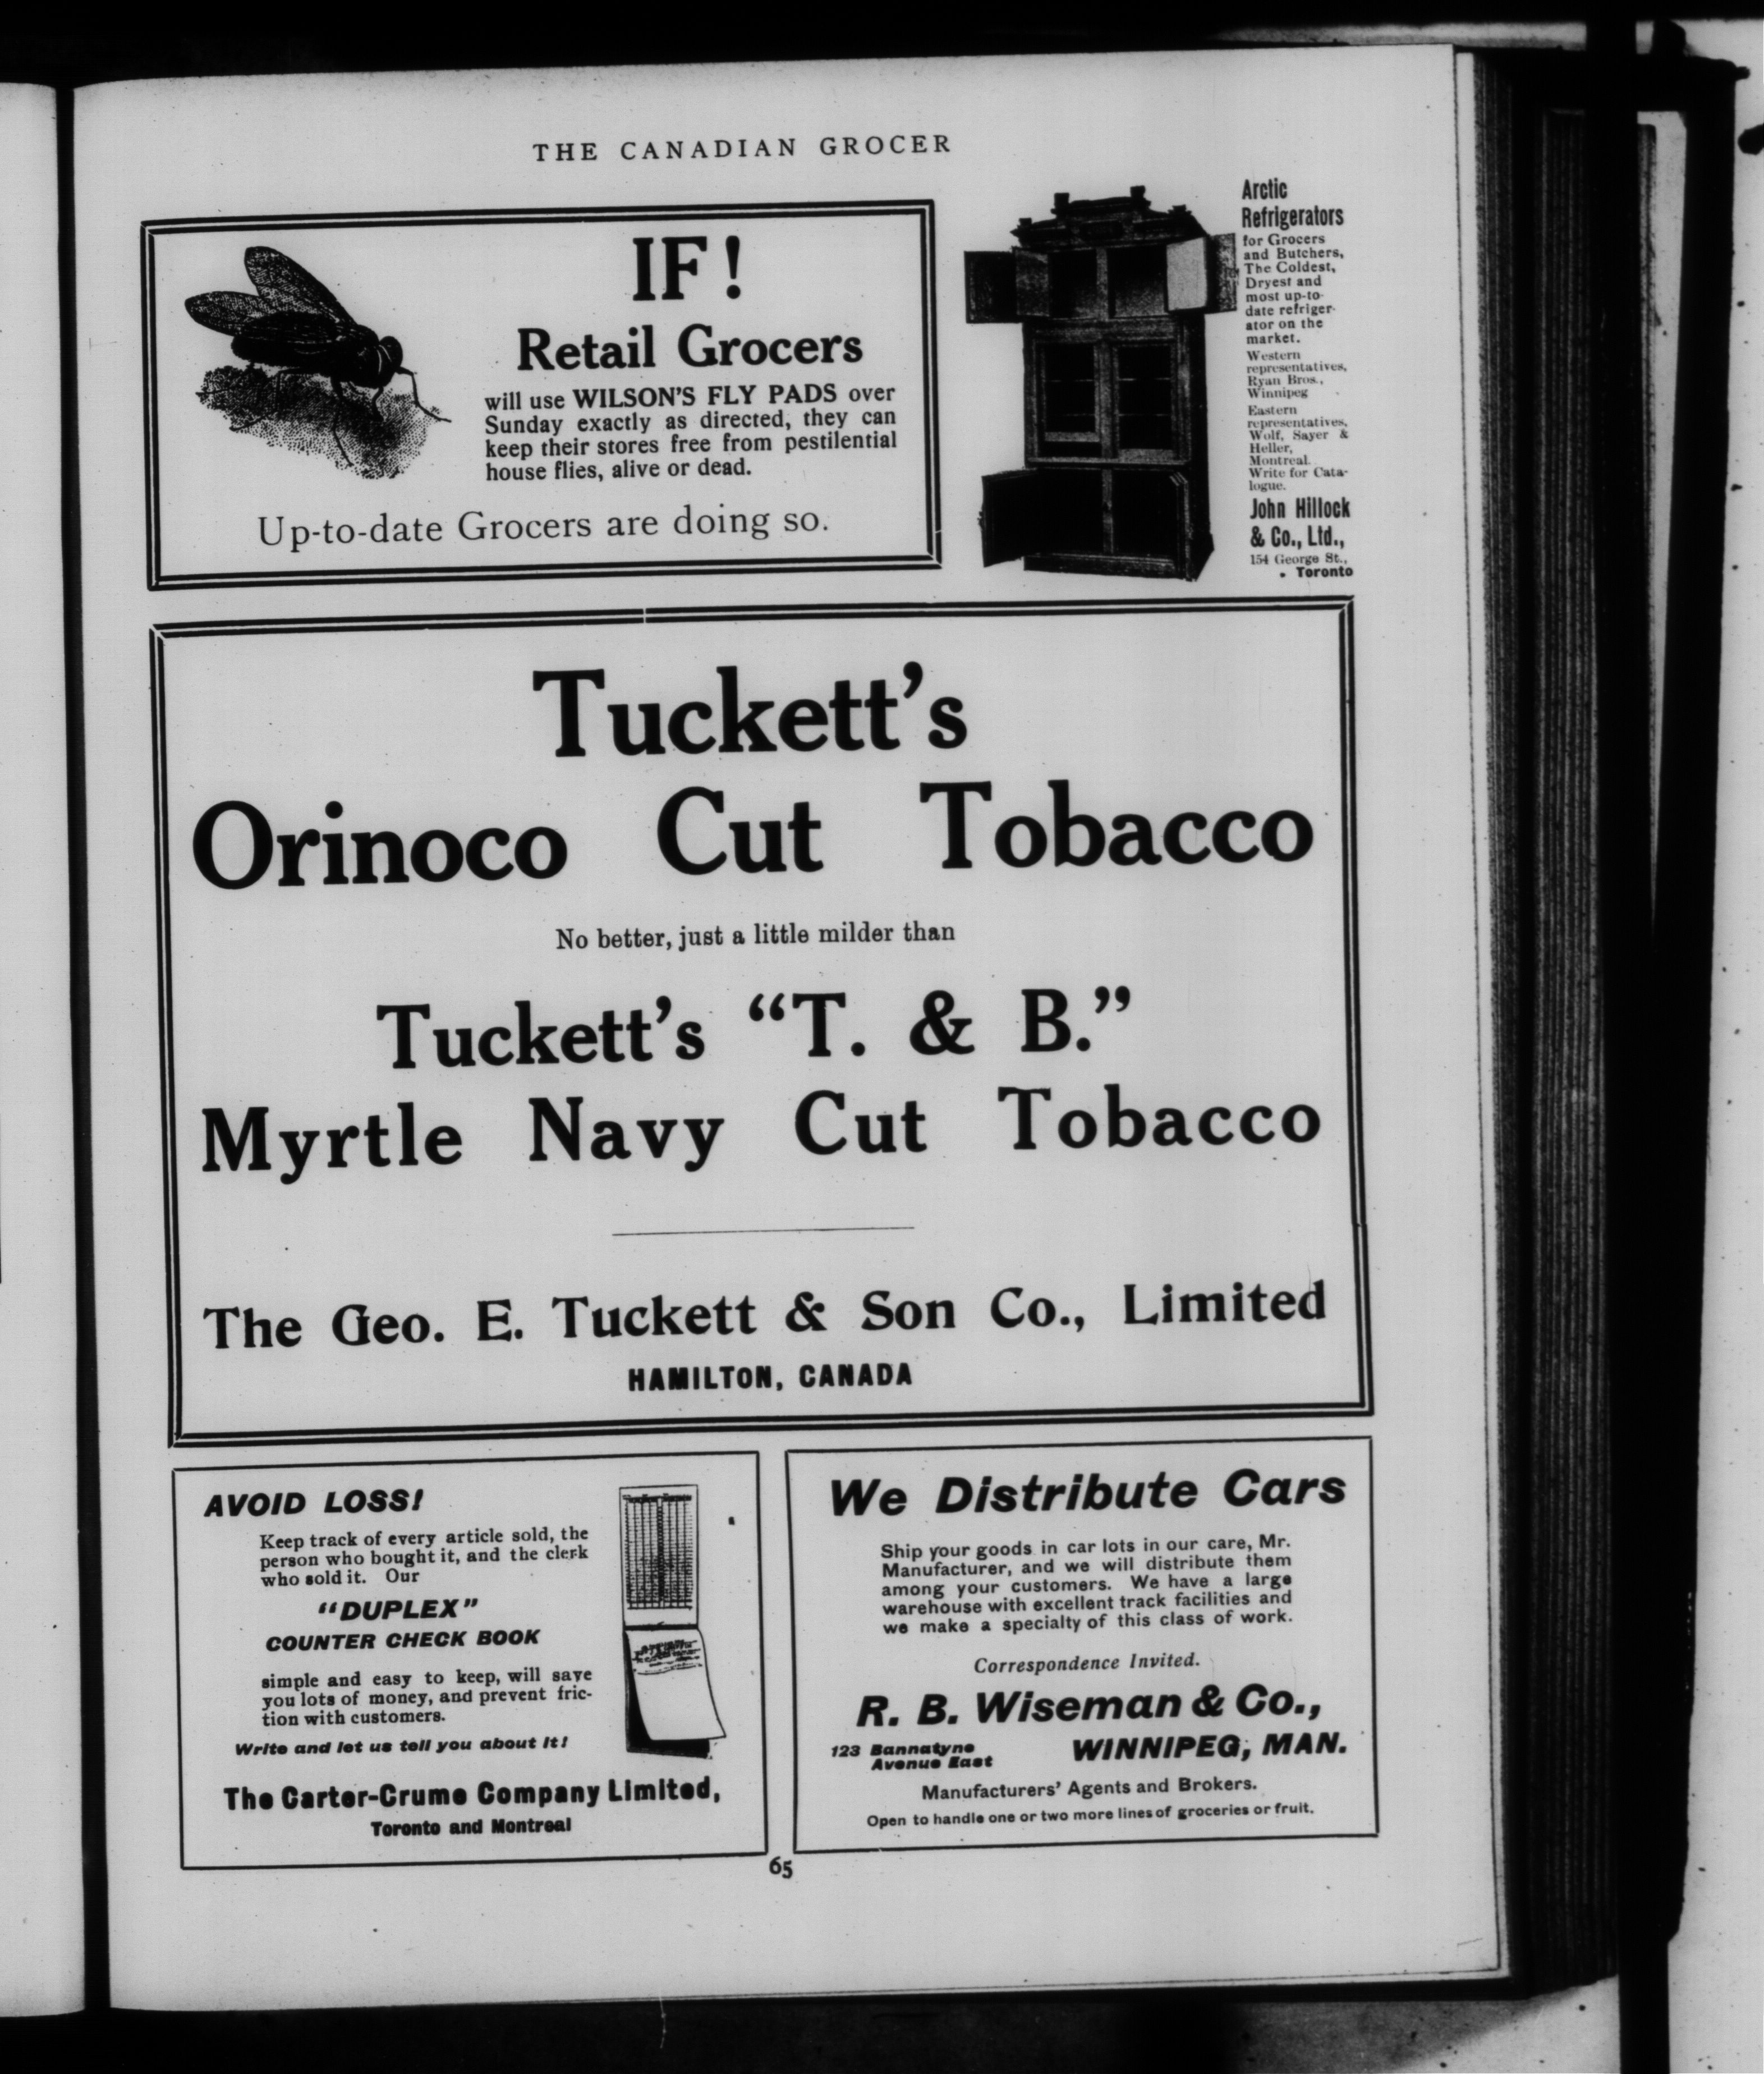 THE CANADIAN GROCER
IF!
Retail Grocers
will use WILSON'S FLY PADS over
Sunday exactly as directed, they can
keep their stores free from pestilential
house flies, alive or dead.
Up-to-date Grocers are doing so.
Arctic
Refrigerators
for Grocers
and Butchers,
The Coldest,
Dryest and
most up-to-
date refriger-
ator on the
market.
Western
representatives,
Ryan Bros.,
Winnipeg
Eastern
representatives,
Wolf, Sayer &
Heller,
Montreal.
Write for Cata-
logue.
John Hillock
& Co., Ltd.,
154 George St.,
Toronto
Tuckett's
Orinoco Cut Tobacco
No better, just a little milder than
Tuckett's "T. & B."
Myrtle Navy Cut Tobacco
The Geo. E. Tuckett & Son Co., Limited
HAMILTON, CANADA
AVOID LOSS!
Keep track of every article sold, the
person who bought it, and the clerk
who sold it. Our
"DUPLEX"
COUNTER CHECK BOOK
simple and easy to keep, will save
you lots of money, and prevent fric-
tion with customers.
Write and let us tell you about it!
The Carter-Crume Company Limited,
Toronto and Montreal
We Distribute Cars
Ship your goods in car lots in our care, Mr.
Manufacturer, and we will distribute them
among your customers. We have a large
warehouse with excellent track facilities and
we make a specialty of this class of work.
Correspondence Invited.
R. B. Wiseman & Co.,
123 Bannatyne
Avenue East
WINNIPEG, MAN.
Manufacturers' Agents and Brokers.
Open to handle one or two more lines of groceries or fruit.
65